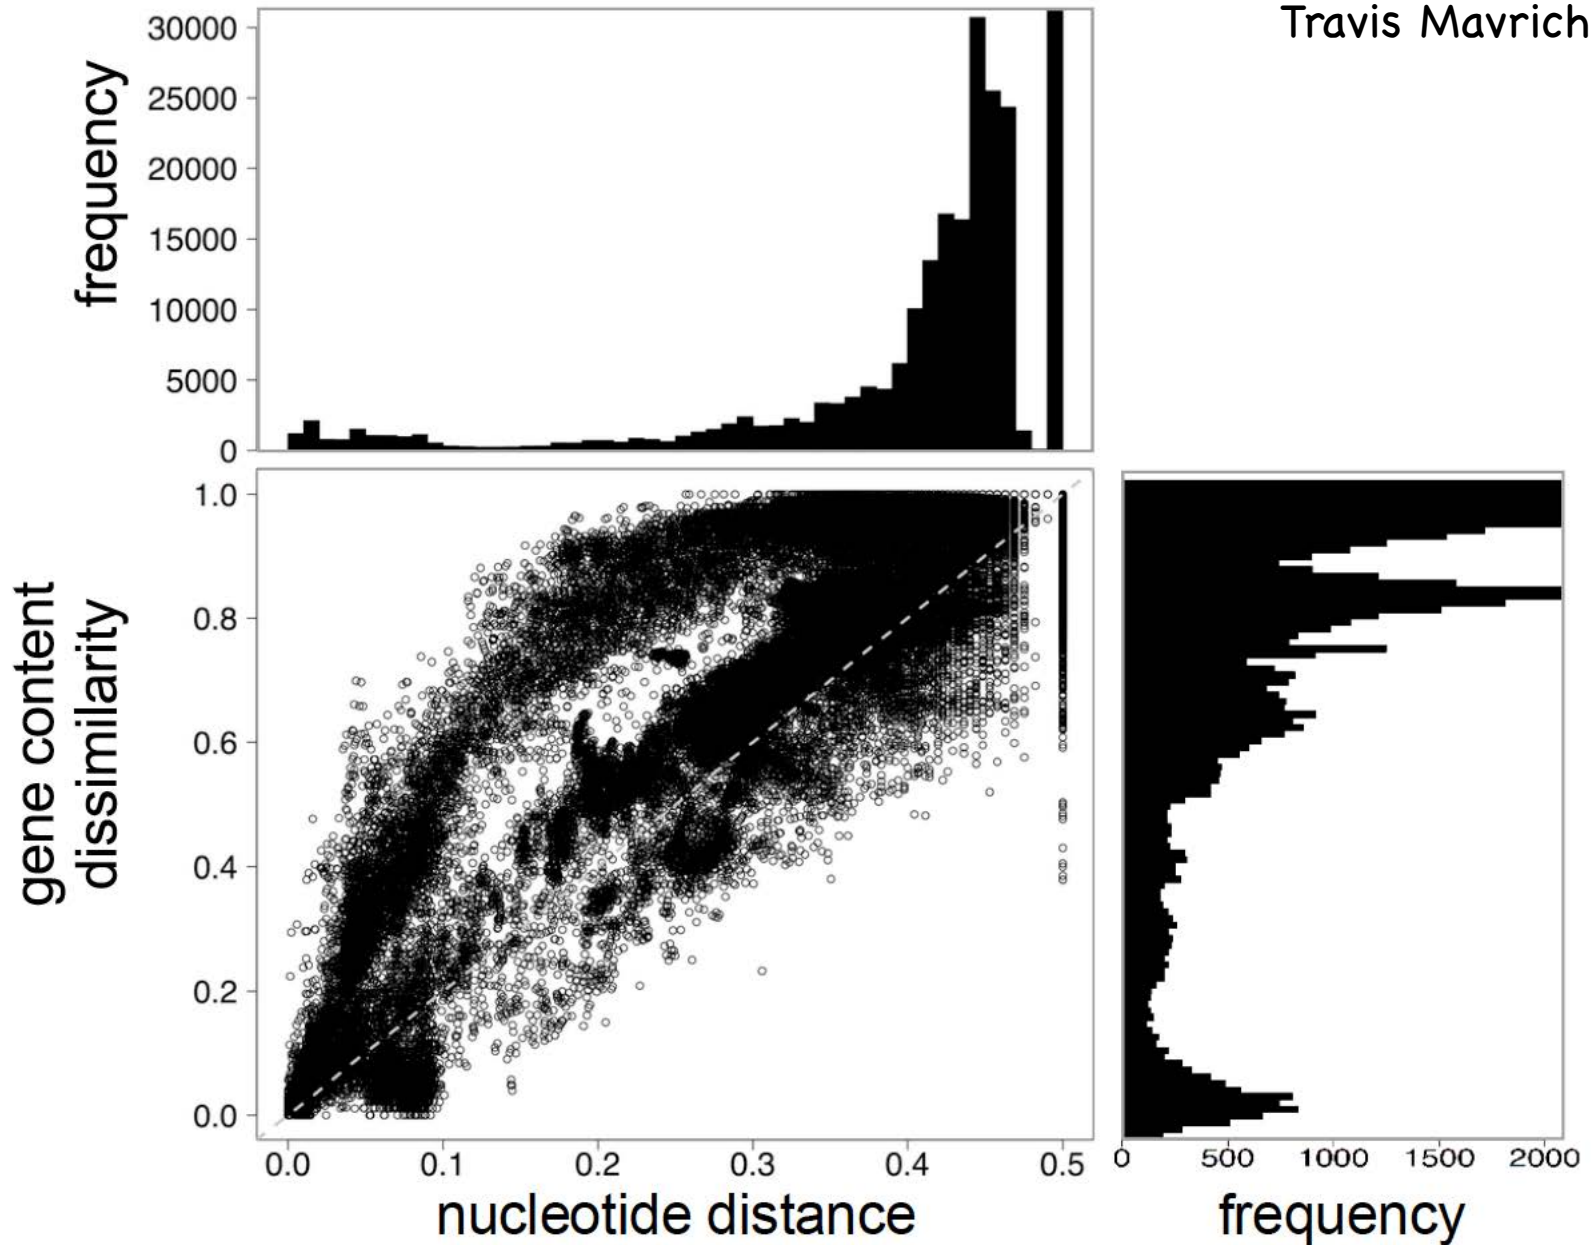 Travis Mavrich
frequency
30000
25000
20000
15000
10000
5000
0
gene content
dissimilarity
1.0
0.8
0.6
0.4
0.2
0.0
0.0 0.1 0.2 0.3 0.4 0.5
nucleotide distance
0 500 1000 1500 2000
frequency